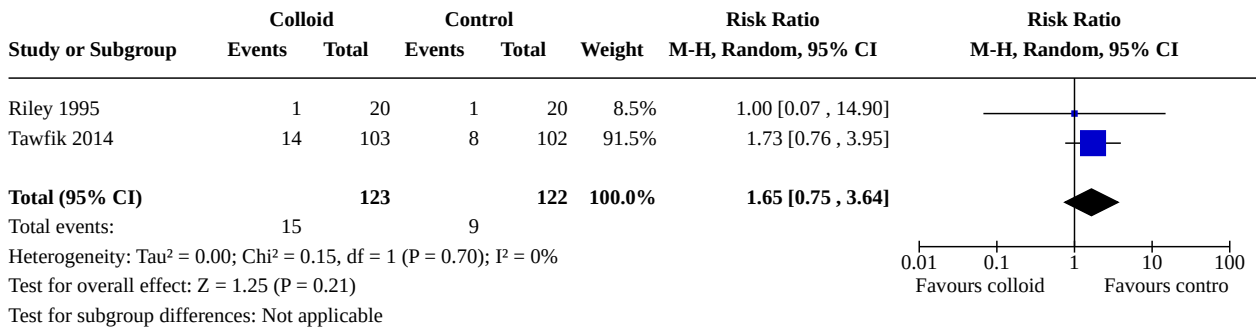 Colloid Control Risk Ratio Risk Ratio
Study or Subgroup Events Total Events Total Weight M-H, Random, 95% CI M-H, Random, 95% CI
Riley 1995 1 20 1 20 8.5% 1.00 [0.07 , 14.90]
Tawfik 2014 14 103 8 102 91.5% 1.73 [0.76 , 3.95]
Total (95% CI) 123 122 100.0% 1.65 [0.75 , 3.64]
Total events: 15 9
Heterogeneity: Tau² = 0.00; Chi² = 0.15, df = 1 (P = 0.70); I² = 0%
0.01 0.1 1 10 100
Test for overall effect: Z = 1.25 (P = 0.21)
Favours colloid Favours contro
Test for subgroup differences: Not applicable